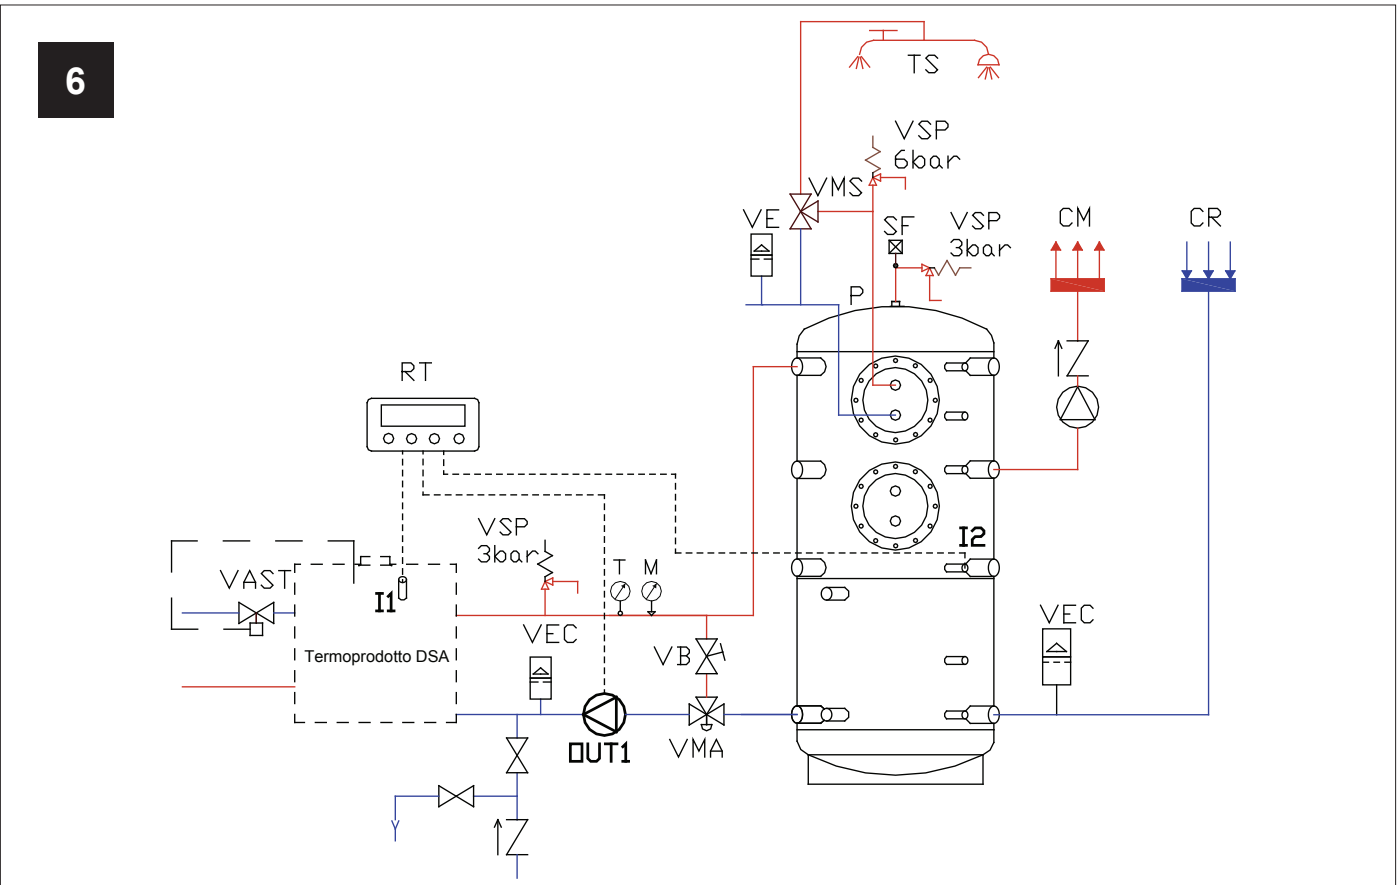 6
TS
VSP
6bar
VMS
VE
SF
VSP
3bar
CM
CR
P
RT
VSP
3bar
T
M
I2
VAST
I1
VEC
VEC
Termoprodotto DSA
VB
OUT1
VMA